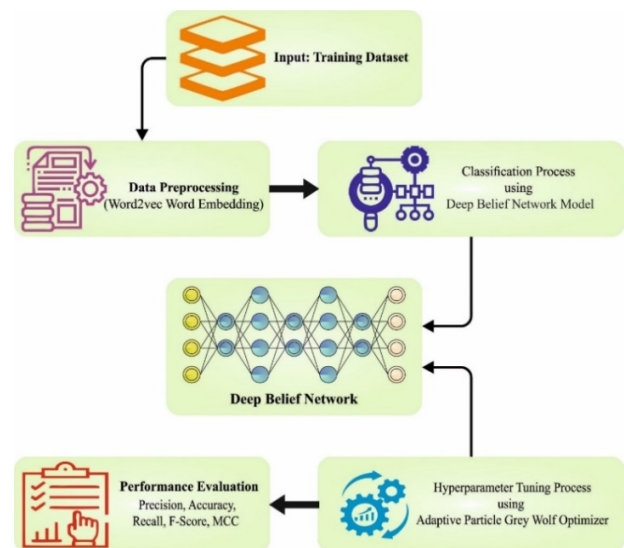 Input: Training Dataset
Data Preprocessing
(Word2vec Word Embedding)
Classification Process
using
Deep Belief Network Model
Deep Belief Network
Hyperparameter Tuning Process
using
Adaptive Particle Grey Wolf Optimizer
Performance Evaluation
Precision, Accuracy,
Recall, F-Score, MCC